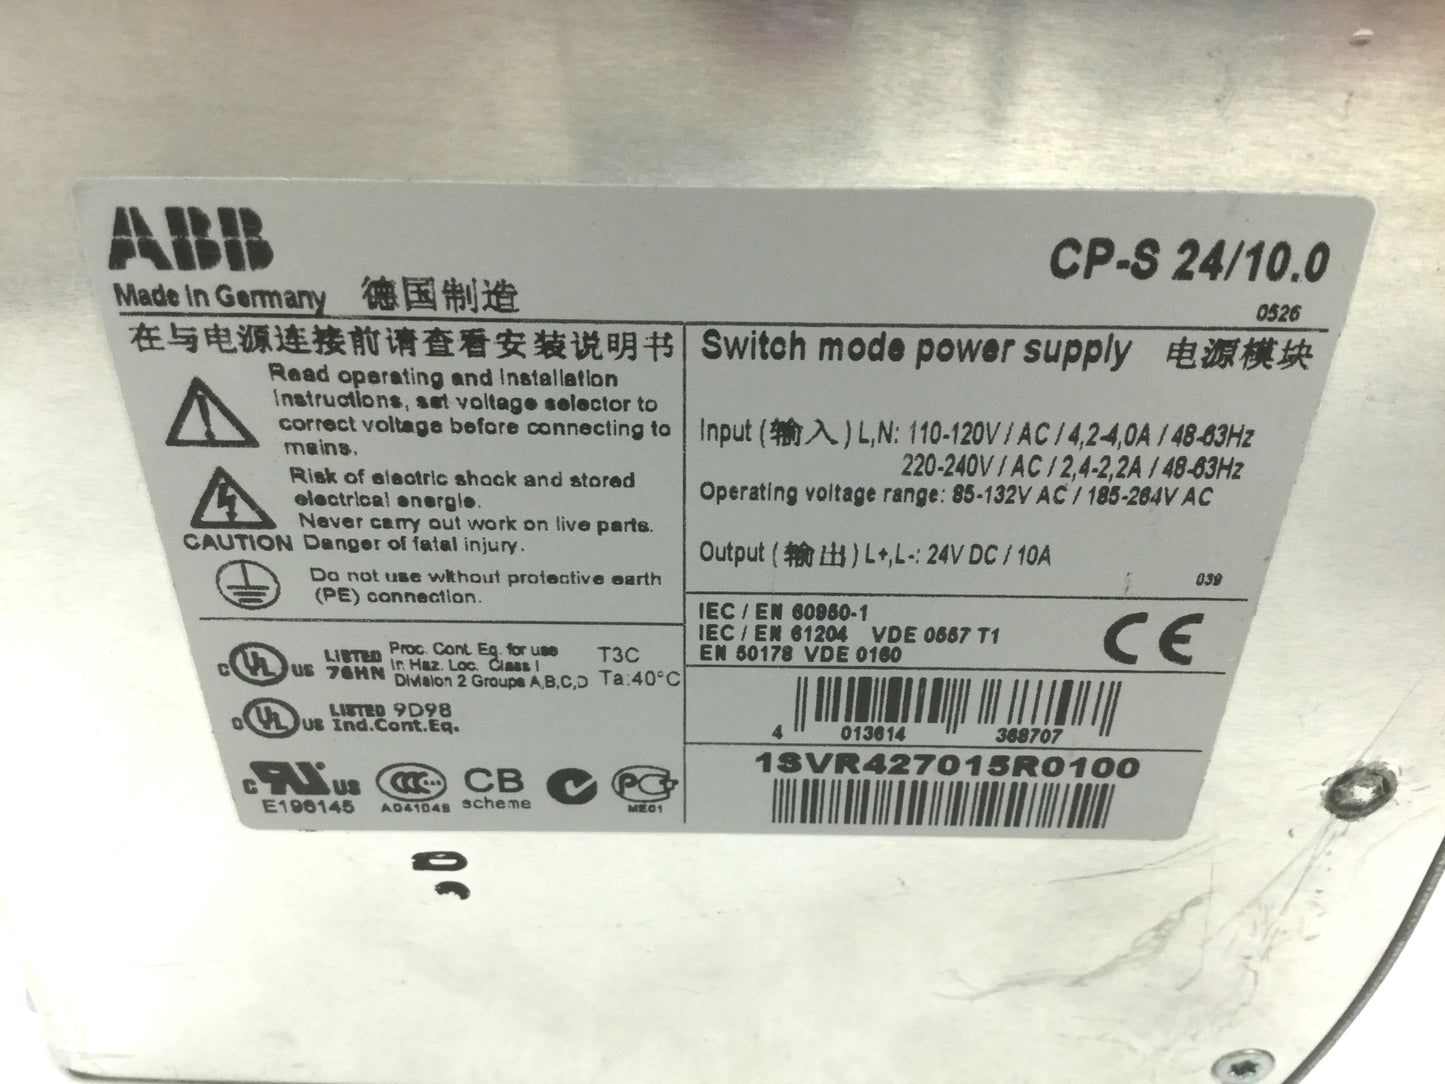 ABB
CP-S 24/10.0
Made in Germany 德国制造
0526
在与电源连接前请查看安装说明书
Read operating and installation
instructions, set voltage selector to
correct voltage before connecting to
mains.
Risk of electric shock and stored
electrical energie.
Never carry out work on live parts.
CAUTION Danger of fatal injury.
Do not use without protective earth
(PE) connection.
Switch mode power supply 电源模块
Input (输入) L,N: 110-120V / AC / 4,2-4,0A / 48-63Hz
220-240V / AC / 2,4-2,2A / 48-63Hz
Operating voltage range: 85-132V AC / 185-264V AC
Output (输出) L+,L-: 24V DC / 10A
039
IEC / EN 60950-1
IEC / EN 61204 VDE 0557 T1
EN 50178 VDE 0160
CE
C UL US LISTED 76HN Proc. Cont. Eq. for use
in Haz. Loc. Class I
Division 2 Groups A,B,C,D
T3C
Ta:40°C
C UL US LISTED 9D98
Ind.Cont.Eq.
C US
E196145
CCC
A041048
CB
scheme
PCT
ME01
4 013614 368707
1SVR427015R0100